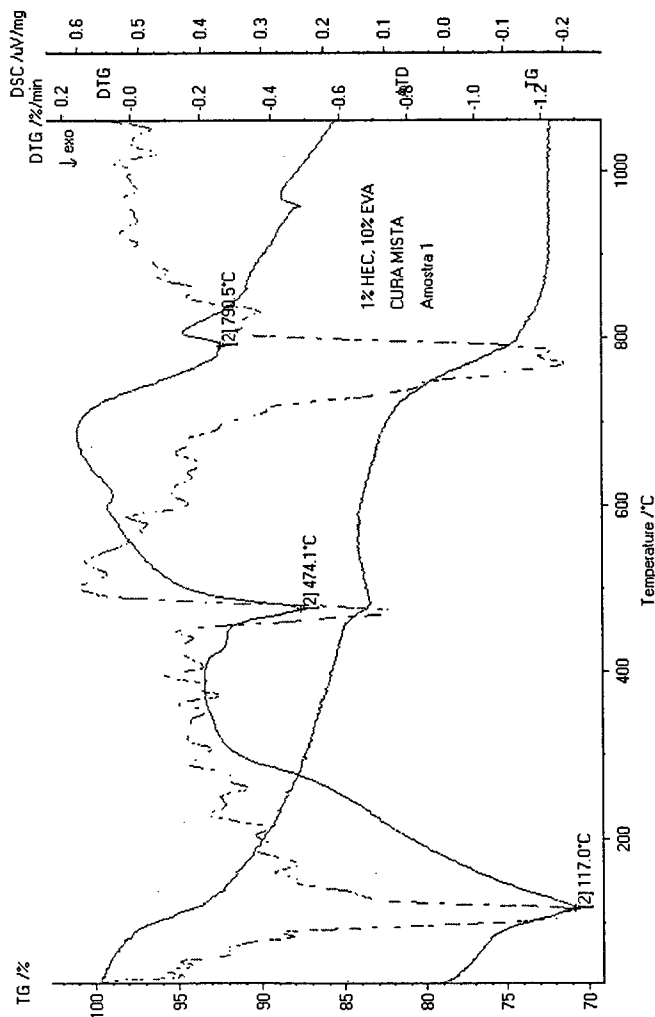 TG /%
100
95
90
85
80
75
70
DTG /%/min
DSC /uV/mg
0.2
-0.0
-0.2
-0.4
-0.6
-0.8
-1.0
-1.2
0.6
0.5
0.4
0.3
0.2
0.1
0.0
-0.1
-0.2
↓ exo
DTG
ATD
TG
1% HEC, 10% EVA
CURA MISTA
Amostra 1
[2] 790.5°C
[2] 474.1°C
[2] 117.0°C
200
400
600
800
1000
Temperature /°C